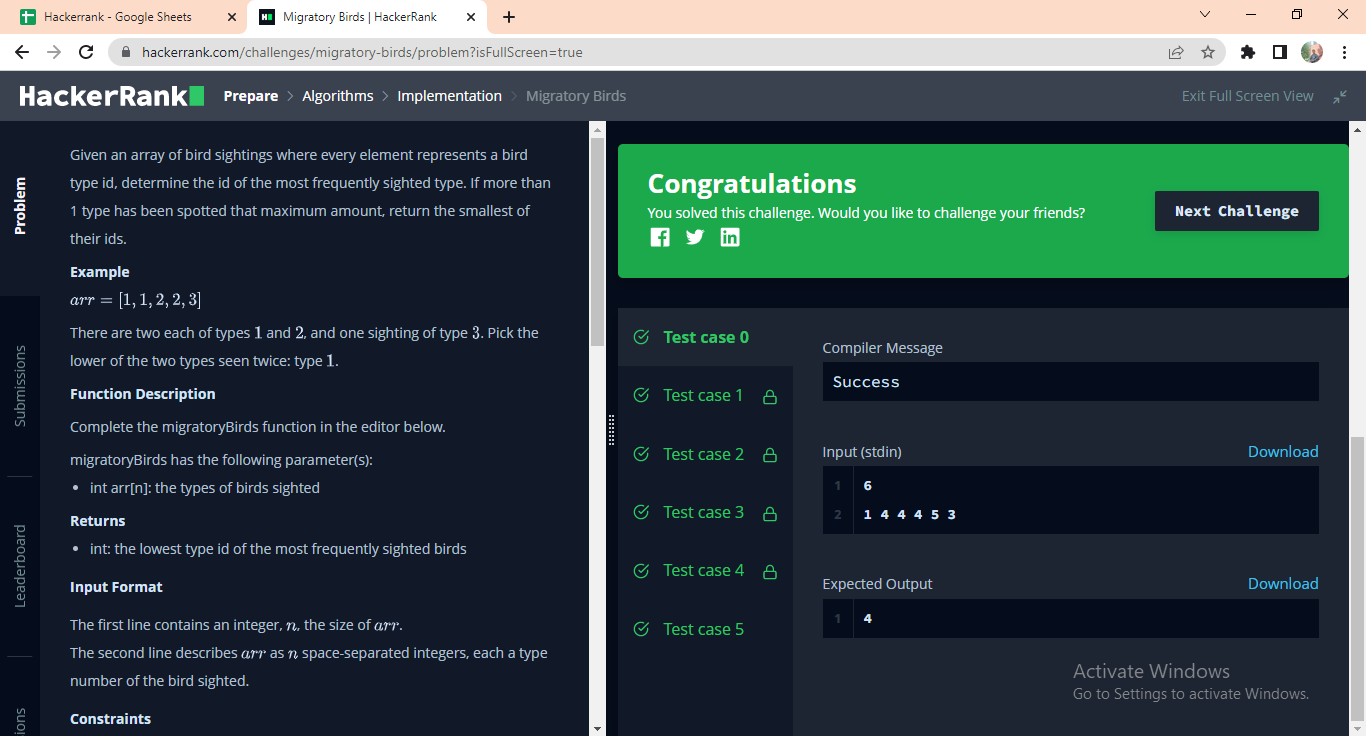 Hackerrank - Google Sheets
Migratory Birds | HackerRank
hackerrank.com/challenges/migratory-birds/problem?isFullScreen=true
HackerRank
Prepare > Algorithms > Implementation > Migratory Birds
Exit Full Screen View
Problem
Submissions
Leaderboard
Given an array of bird sightings where every element represents a bird
type id, determine the id of the most frequently sighted type. If more than
1 type has been spotted that maximum amount, return the smallest of
their ids.
Example
arr = [1, 1, 2, 2, 3]
There are two each of types 1 and 2, and one sighting of type 3. Pick the
lower of the two types seen twice: type 1.
Function Description
Complete the migratoryBirds function in the editor below.
migratoryBirds has the following parameter(s):
• int arr[n]: the types of birds sighted
Returns
• int: the lowest type id of the most frequently sighted birds
Input Format
The first line contains an integer, n, the size of arr.
The second line describes arr as n space-separated integers, each a type
number of the bird sighted.
Constraints
Congratulations
You solved this challenge. Would you like to challenge your friends?
Next Challenge
Test case 0
Test case 1
Test case 2
Test case 3
Test case 4
Test case 5
Compiler Message
Success
Input (stdin)
Download
1 6
2 1 4 4 4 5 3
Expected Output
Download
1 4
Activate Windows
Go to Settings to activate Windows.